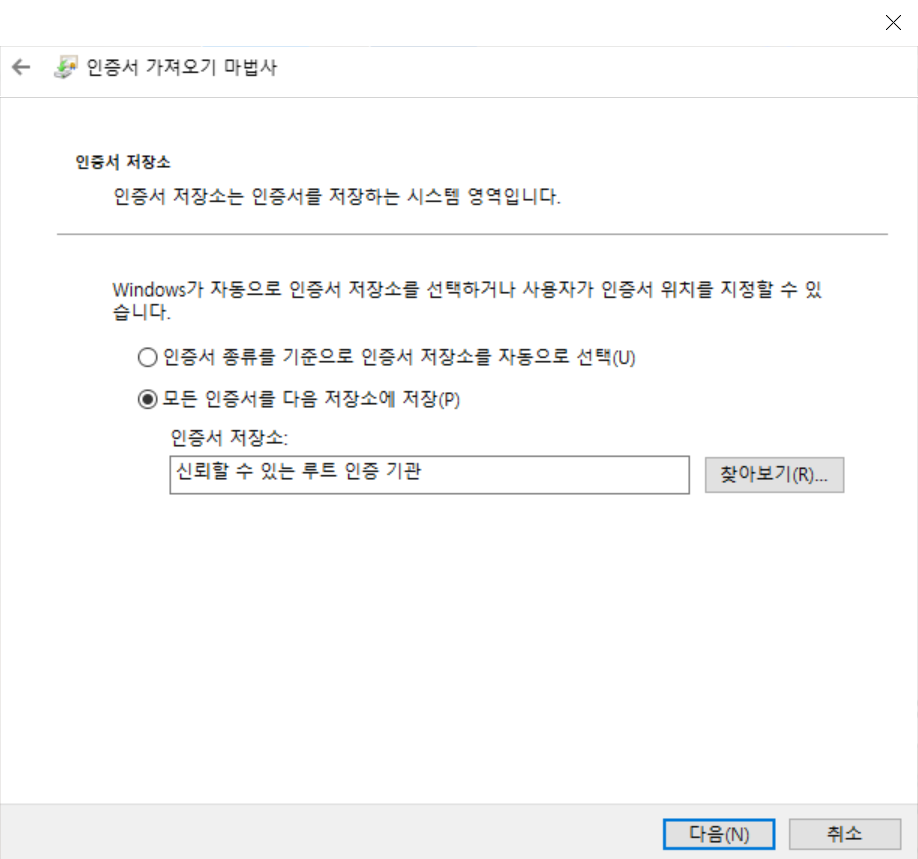 인증서 가져오기 마법사
인증서 저장소
인증서 저장소는 인증서를 저장하는 시스템 영역입니다.
Windows가 자동으로 인증서 저장소를 선택하거나 사용자가 인증서 위치를 지정할 수 있
습니다.
인증서 종류를 기준으로 인증서 저장소를 자동으로 선택(U)
모든 인증서를 다음 저장소에 저장(P)
인증서 저장소:
신뢰할 수 있는 루트 인증 기관
찾아보기(R)...
다음(N)
취소